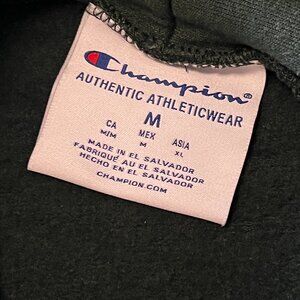 Champion®
AUTHENTIC ATHLETICWEAR
M
CA MEX ASIA
M/M M XL
MADE IN EL SALVADOR
FABRIQUÉ AU EL SALVADOR
HECHO EN EL SALVADOR
CHAMPION.COM